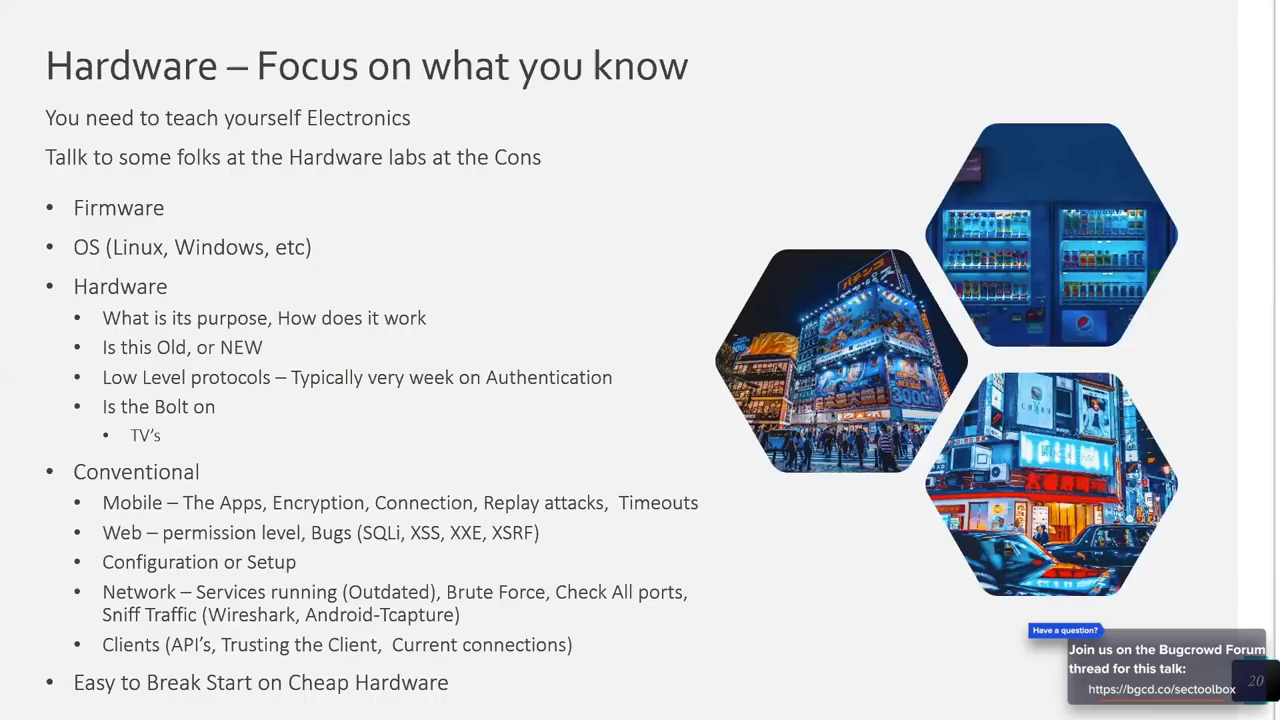 Hardware – Focus on what you know
You need to teach yourself Electronics
Tallk to some folks at the Hardware labs at the Cons
• Firmware
• OS (Linux, Windows, etc)
• Hardware
• What is its purpose, How does it work
• Is this Old, or NEW
• Low Level protocols – Typically very week on Authentication
• Is the Bolt on
• TV’s
• Conventional
• Mobile – The Apps, Encryption, Connection, Replay attacks, Timeouts
• Web – permission level, Bugs (SQLi, XSS, XXE, XSRF)
• Configuration or Setup
• Network – Services running (Outdated), Brute Force, Check All ports,
Sniff Traffic (Wireshark, Android-Tcapture)
• Clients (API’s, Trusting the Client, Current connections)
• Easy to Break Start on Cheap Hardware
パチンコ
3000
Have a question?
Join us on the Bugcrowd Forum
thread for this talk:
https://bgcd.co/sectoolbox
20